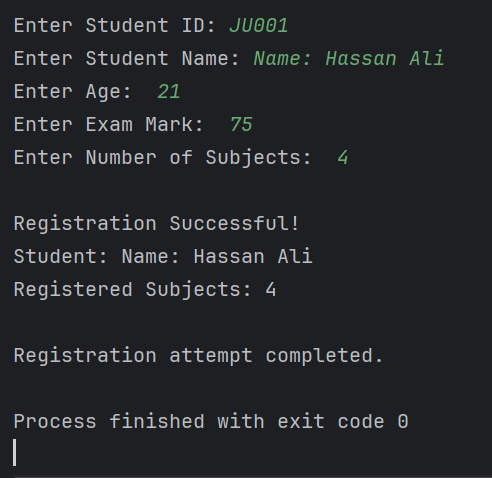 Enter Student ID: JU001
Enter Student Name: Name: Hassan Ali
Enter Age:  21
Enter Exam Mark:  75
Enter Number of Subjects:  4
Registration Successful!
Student: Name: Hassan Ali
Registered Subjects: 4
Registration attempt completed.
Process finished with exit code 0